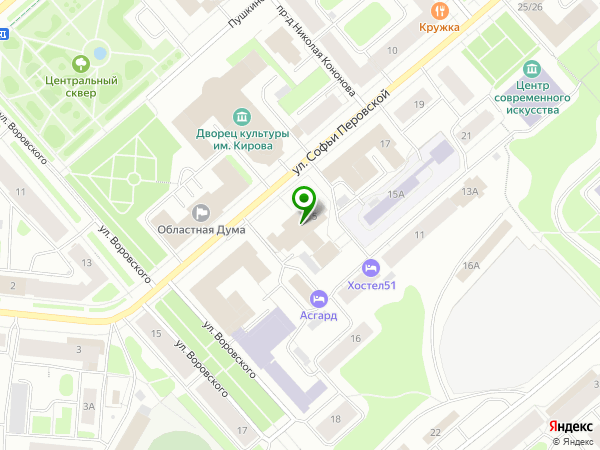 Пушкинс
пр-д Николая Кононова
10
Кружка
25/26
Центральный
сквер
Центр
современного
искусства
19
Дворец культуры
им. Кирова
ул. Софьи Перовской
17
21
ул. Воровского
11
15А
13А
Областная Дума
ул. Воровского
11
13
2
16А
Хостел51
Асгард
15
ул. Воровского
ул. Воровского
16
3
3А
17
18
22
Яндекс
© Яндекс